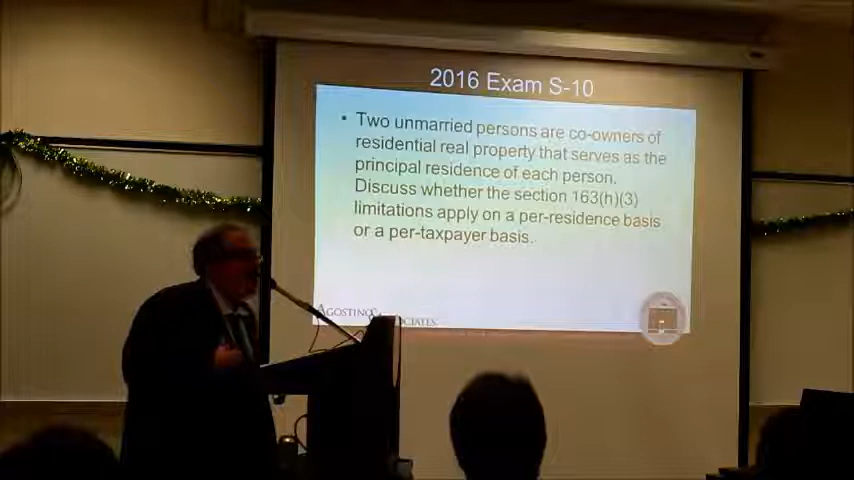 2016 Exam S-10
• Two unmarried persons are co-owners of
residential real property that serves as the
principal residence of each person.
Discuss whether the section 163(h)(3)
limitations apply on a per-residence basis
or a per-taxpayer basis.
AGOSTINO &